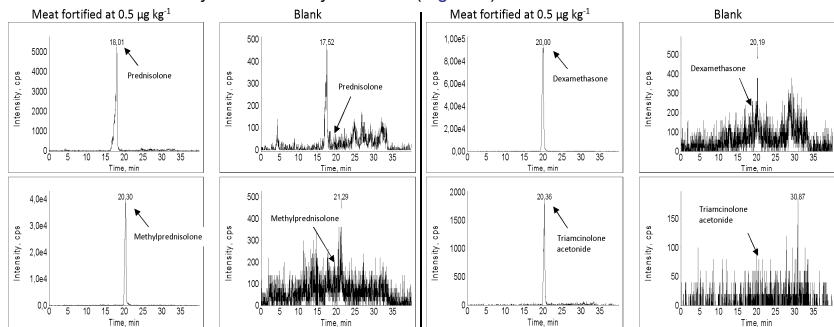 Meat fortified at 0.5 µg kg⁻¹
Blank
Meat fortified at 0.5 µg kg⁻¹
Blank
18,01
Prednisolone
5000
4000
3000
2000
1000
0
0 5 10 15 20 25 30 35
Time, min
Intensity, cps
17,52
Prednisolone
500
400
300
200
100
0
0 5 10 15 20 25 30 35
Time, min
Intensity, cps
20,00
Dexamethasone
1,00e5
8,00e4
6,00e4
4,00e4
2,00e4
0,00
0 5 10 15 20 25 30 35
Time, min
Intensity, cps
20,19
Dexamethasone
500
400
300
200
100
0
0 5 10 15 20 25 30 35
Time, min
Intensity, cps
20,30
Methylprednisolone
4,0e4
3,0e4
2,0e4
1,0e4
0,0
0 5 10 15 20 25 30 35
Time, min
Intensity, cps
21,29
Methylprednisolone
500
400
300
200
100
0
0 5 10 15 20 25 30 35
Time, min
Intensity, cps
20,36
Triamcinolone
acetonide
2000
1500
1000
500
0
0 5 10 15 20 25 30 35
Time, min
Intensity, cps
30,87
Triamcinolone
acetonide
150
100
50
0
0 5 10 15 20 25 30 35
Time, min
Intensity, cps